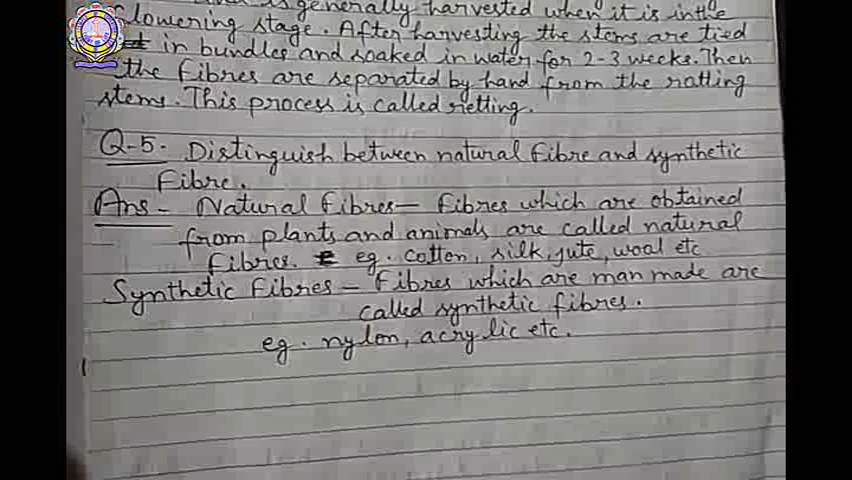 is generally harvested when it is in the
flowering stage. After harvesting the stems are tied
in bundles and soaked in water for 2-3 weeks. Then
the fibres are separated by hand from the rotting
stems. This process is called retting.
Q-5. Distinguish between natural fibre and synthetic
Fibre.
Ans - Natural Fibres - Fibres which are obtained
from plants and animals are called natural
Fibres. eg. cotton, silk, jute, wool etc
Synthetic Fibres - Fibres which are man made are
called synthetic fibres.
eg. nylon, acrylic etc.